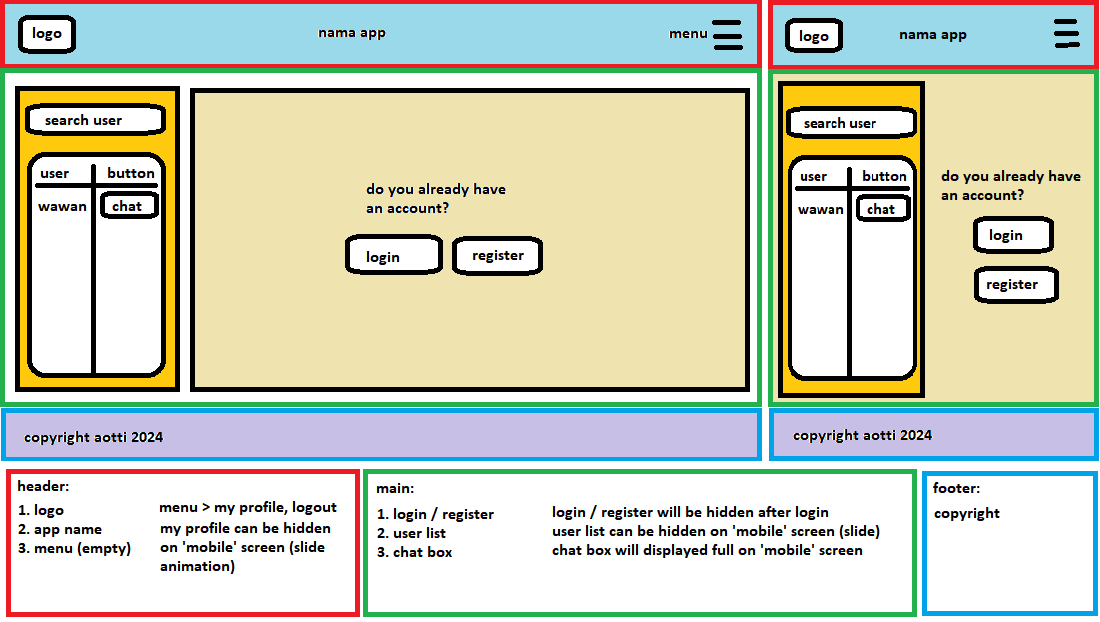 logo
nama app
menu
search user
user button
wawan chat
do you already have
an account?
login
register
copyright aotti 2024
logo
nama app
search user
user button
wawan chat
do you already have
an account?
login
register
copyright aotti 2024
header:
1. logo
2. app name
3. menu (empty)
menu > my profile, logout
my profile can be hidden
on 'mobile' screen (slide
animation)
main:
1. login / register
2. user list
3. chat box
login / register will be hidden after login
user list can be hidden on 'mobile' screen (slide)
chat box will displayed full on 'mobile' screen
footer:
copyright